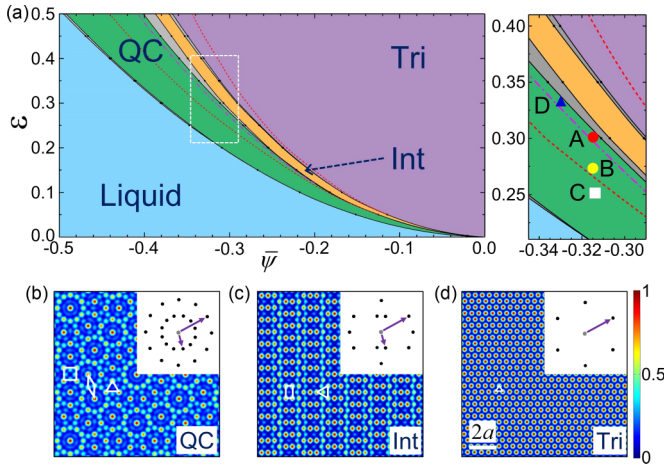 (a)
0.5
0.4
0.3
0.2
0.1
0.0
ε
QC
Tri
Liquid
Int
-0.5
-0.4
-0.3
-0.2
-0.1
0.0
ψ̅
0.40
0.35
0.30
0.25
D
A
B
C
-0.34
-0.32
-0.30
(b)
QC
(c)
Int
(d)
2a
Tri
1
0.5
0